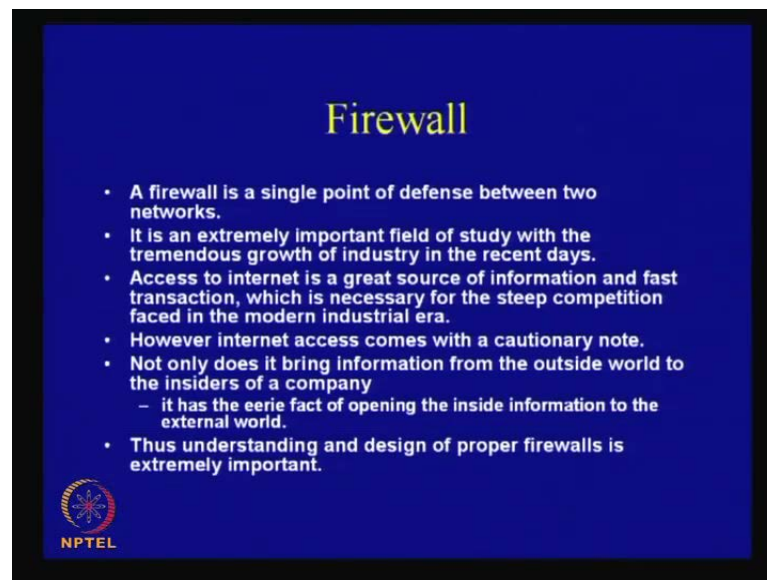 Firewall
• A firewall is a single point of defense between two
networks.
• It is an extremely important field of study with the
tremendous growth of industry in the recent days.
• Access to internet is a great source of information and fast
transaction, which is necessary for the steep competition
faced in the modern industrial era.
• However internet access comes with a cautionary note.
• Not only does it bring information from the outside world to
the insiders of a company
– it has the eerie fact of opening the inside information to the
external world.
• Thus understanding and design of proper firewalls is
extremely important.
NPTEL